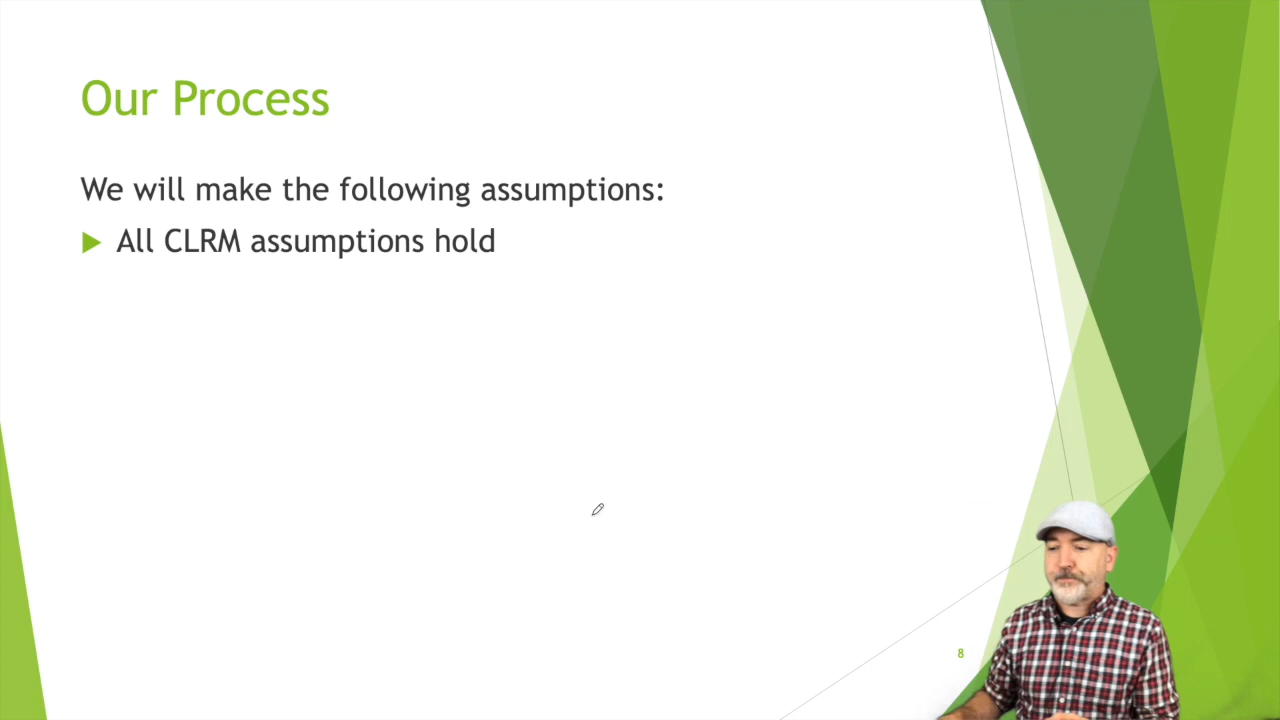 Our Process
We will make the following assumptions:
All CLRM assumptions hold
8